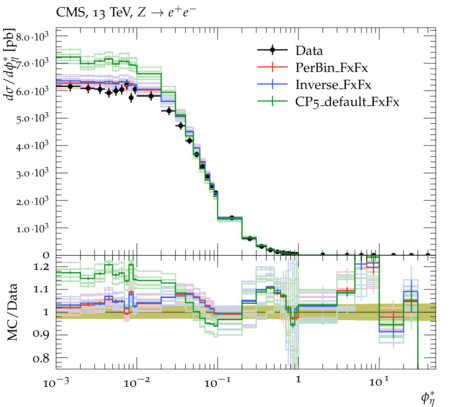 CMS, 13 TeV, Z → e⁺e⁻
dσ/dϕ*η [pb]
8.0·10³
7.0·10³
6.0·10³
5.0·10³
4.0·10³
3.0·10³
2.0·10³
1.0·10³
0
Data
PerBin_FxFx
Inverse_FxFx
CP5_default_FxFx
MC/Data
1.2
1.1
1
0.9
0.8
10⁻³ 10⁻² 10⁻¹ 1 10¹
ϕ*η